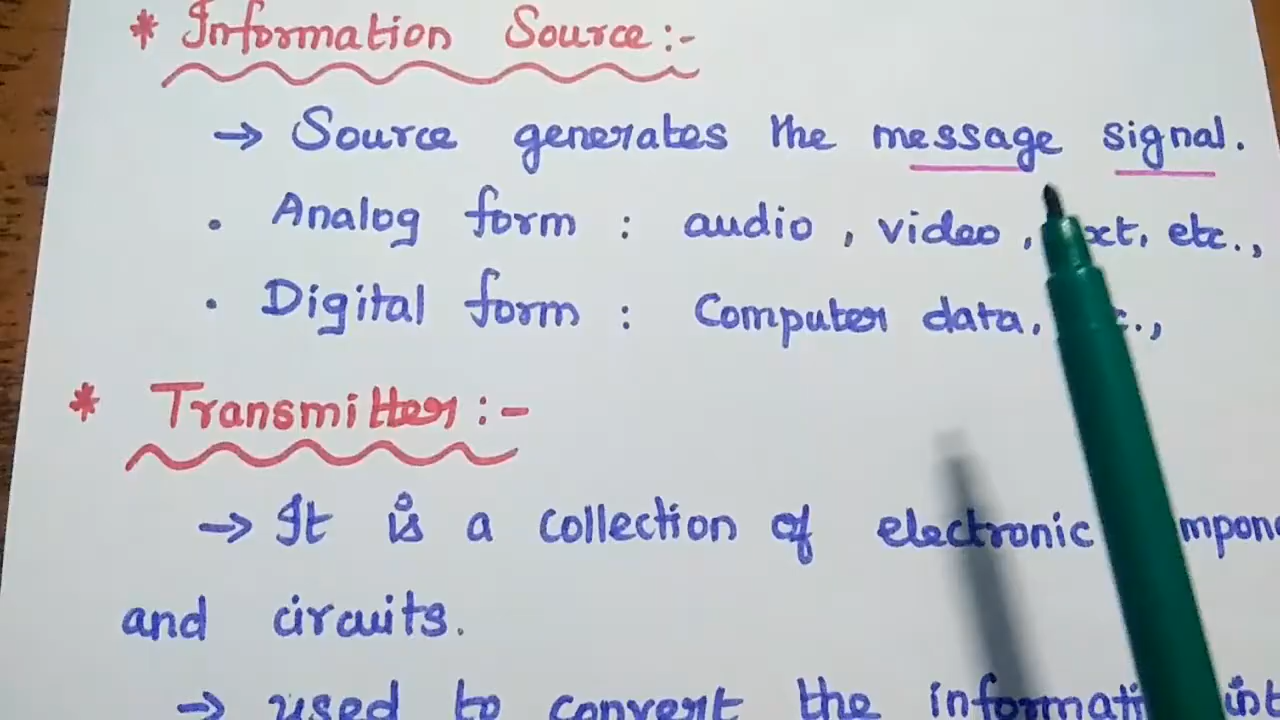 * Information Source :-
→ Source generates the message signal.
. Analog form : audio , video , etc.,
. Digital form : Computer data,
* Transmitter :-
→ It is a collection of electronic
and circuits.
→ used to convert the